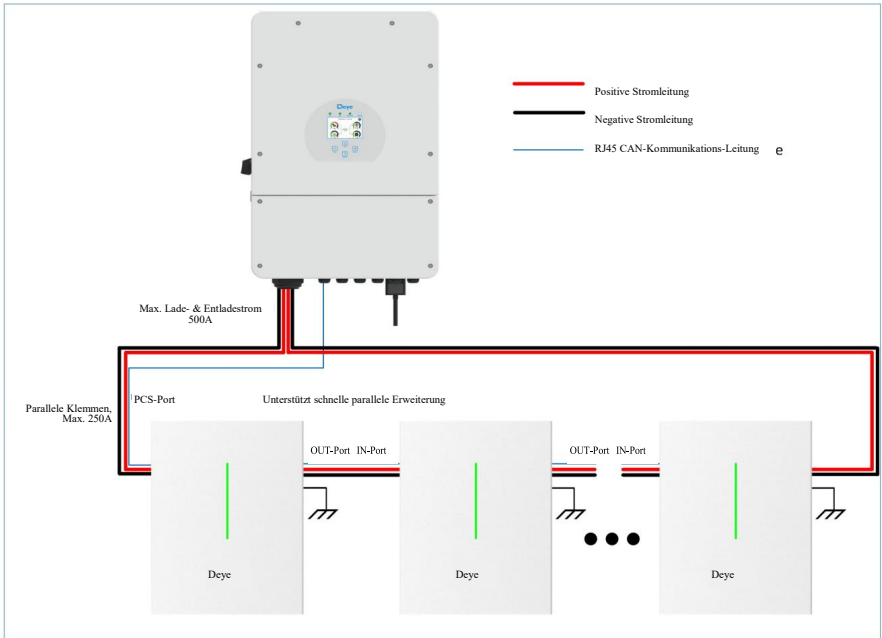 Deye
Positive Stromleitung
Negative Stromleitung
RJ45 CAN-Kommunikations-Leitung e
Max. Lade- & Entladestrom
500A
Parallele Klemmen,
Max. 250A
PCS-Port
Unterstützt schnelle parallele Erweiterung
OUT-Port IN-Port
OUT-Port IN-Port
Deye
Deye
Deye